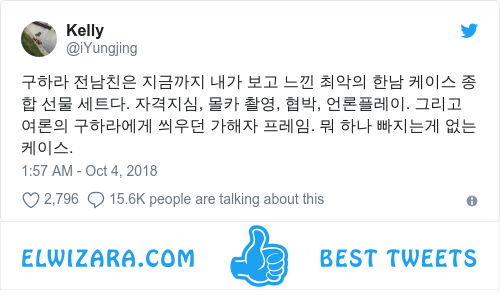 Kelly
@iYungjing
구하라 전남친은 지금까지 내가 보고 느낀 최악의 한남 케이스 종
합 선물 세트다. 자격지심, 몰카 촬영, 협박, 언론플레이. 그리고
여론의 구하라에게 씌우던 가해자 프레임. 뭐 하나 빠지는게 없는
케이스.
1:57 AM - Oct 4, 2018
2,796 15.6K people are talking about this
ELWIZARA.COM BEST TWEETS